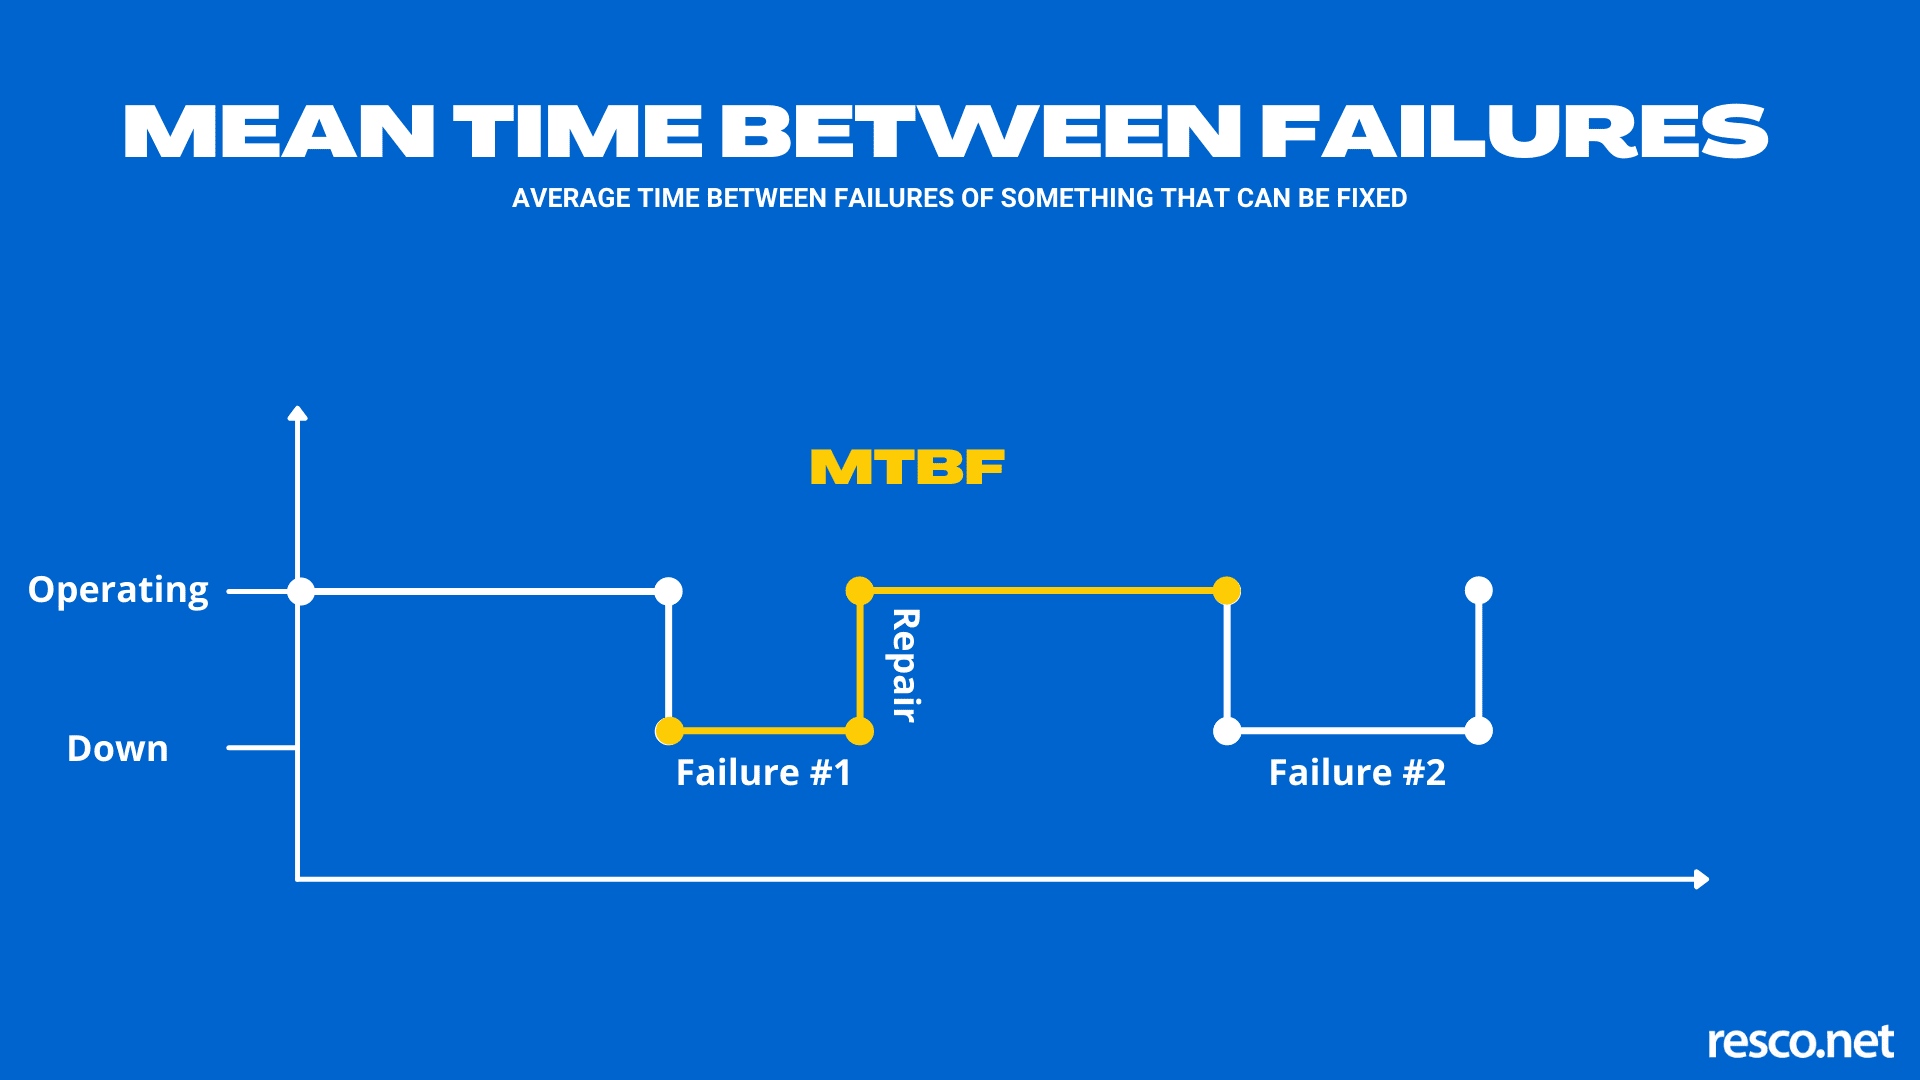 MEAN TIME BETWEEN FAILURES
AVERAGE TIME BETWEEN FAILURES OF SOMETHING THAT CAN BE FIXED
MTBF
Operating
Repair
Down
Failure #1
Failure #2
resco.net